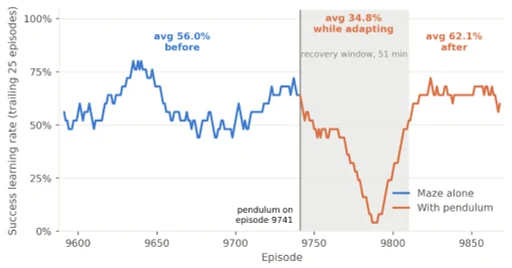 Success learning rate (trailing 25 episodes)
100%
75%
50%
25%
0%
avg 56.0%
before
avg 34.8%
while adapting
recovery window, 51 min
avg 62.1%
after
pendulum on
episode 9741
Maze alone
With pendulum
9600
9650
9700
9750
9800
9850
Episode